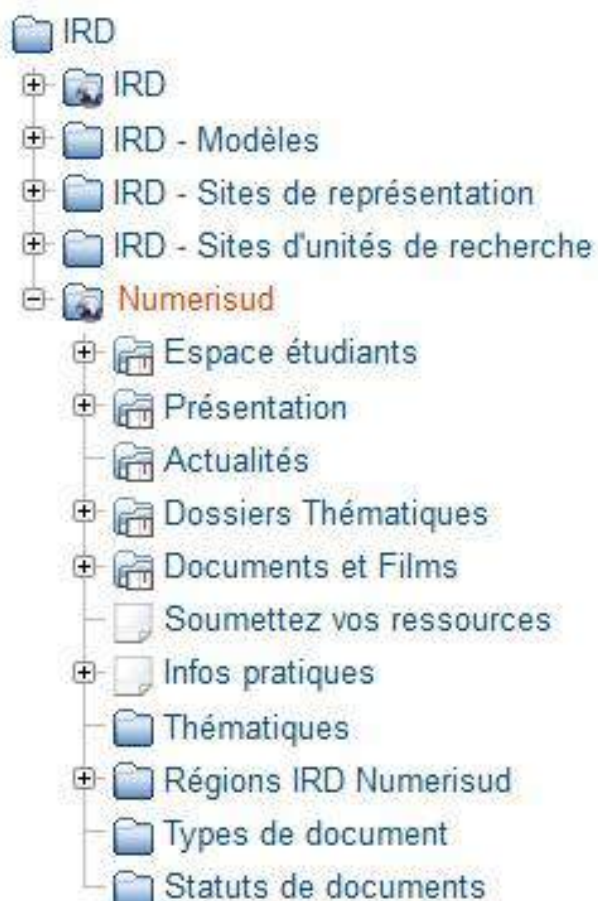 IRD
IRD
IRD - Modèles
IRD - Sites de représentation
IRD - Sites d'unités de recherche
Numerisud
Espace étudiants
Présentation
Actualités
Dossiers Thématiques
Documents et Films
Soumettez vos ressources
Infos pratiques
Thématiques
Régions IRD Numerisud
Types de document
Statuts de documents